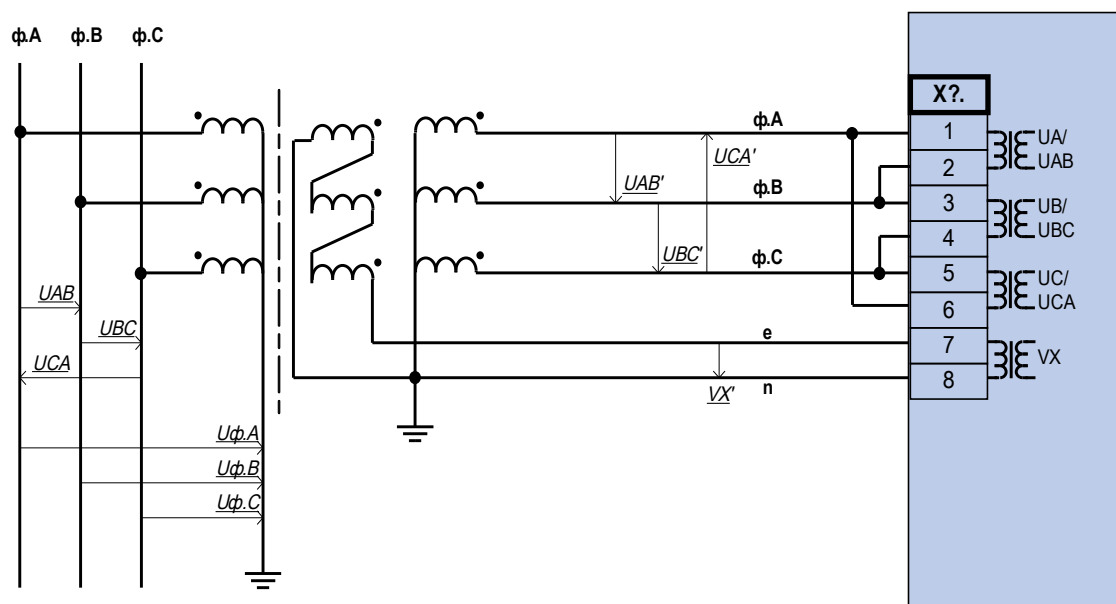 ф.A ф.B ф.C
X?.
ф.A
1
UA/
UAB
UCA'
2
UAB'
ф.B
3
UB/
UBC
UBC'
4
ф.C
5
UC/
UCA
UAB
6
UBC
e
7
VX
UCA
VX'
n
8
Uф.A
Uф.B
Uф.C